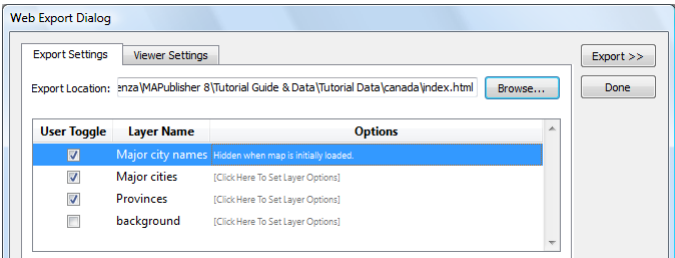 Web Export Dialog
Export Settings Viewer Settings Export >>
Export Location: enza\MAPublisher 8\Tutorial Guide & Data\Tutorial Data\canada\index.html Browse... Done
User Toggle Layer Name Options
Major city names Hidden when map is initially loaded.
Major cities [Click Here To Set Layer Options]
Provinces [Click Here To Set Layer Options]
background [Click Here To Set Layer Options]